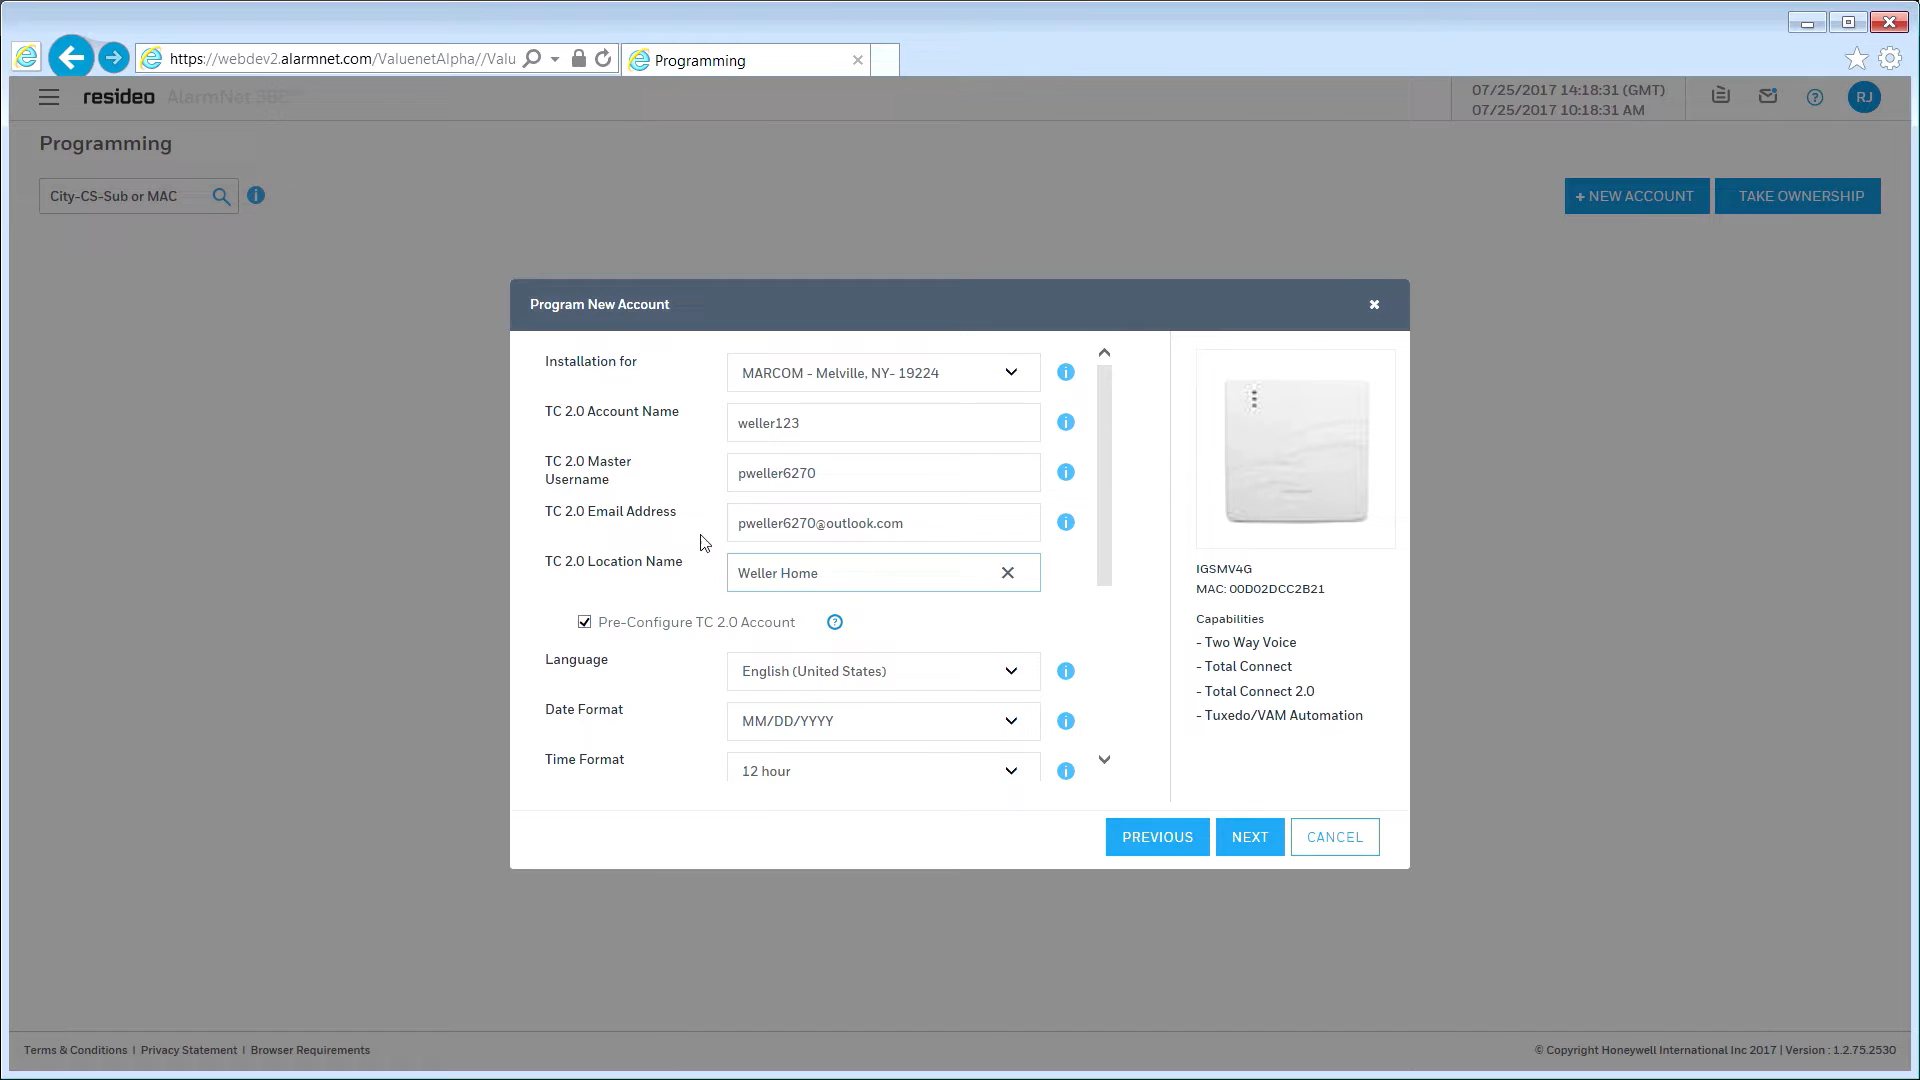 https://webdev2.alarmnet.com/ValuenetAlpha//Valu
Programming
resideo AlarmNet 360
07/25/2017 14:18:31 (GMT)
07/25/2017 10:18:31 AM
RJ
Programming
City-CS-Sub or MAC
+ NEW ACCOUNT
TAKE OWNERSHIP
Program New Account
Installation for
MARCOM - Melville, NY- 19224
TC 2.0 Account Name
weller123
TC 2.0 Master
Username
pweller6270
TC 2.0 Email Address
pweller6270@outlook.com
TC 2.0 Location Name
Weller Home
Pre-Configure TC 2.0 Account
Language
English (United States)
Date Format
MM/DD/YYYY
Time Format
12 hour
IGSMV4G
MAC: 00D02DCC2B21
Capabilities
- Two Way Voice
- Total Connect
- Total Connect 2.0
- Tuxedo/VAM Automation
PREVIOUS
NEXT
CANCEL
Terms & Conditions | Privacy Statement | Browser Requirements
© Copyright Honeywell International Inc 2017 | Version : 1.2.75.2530